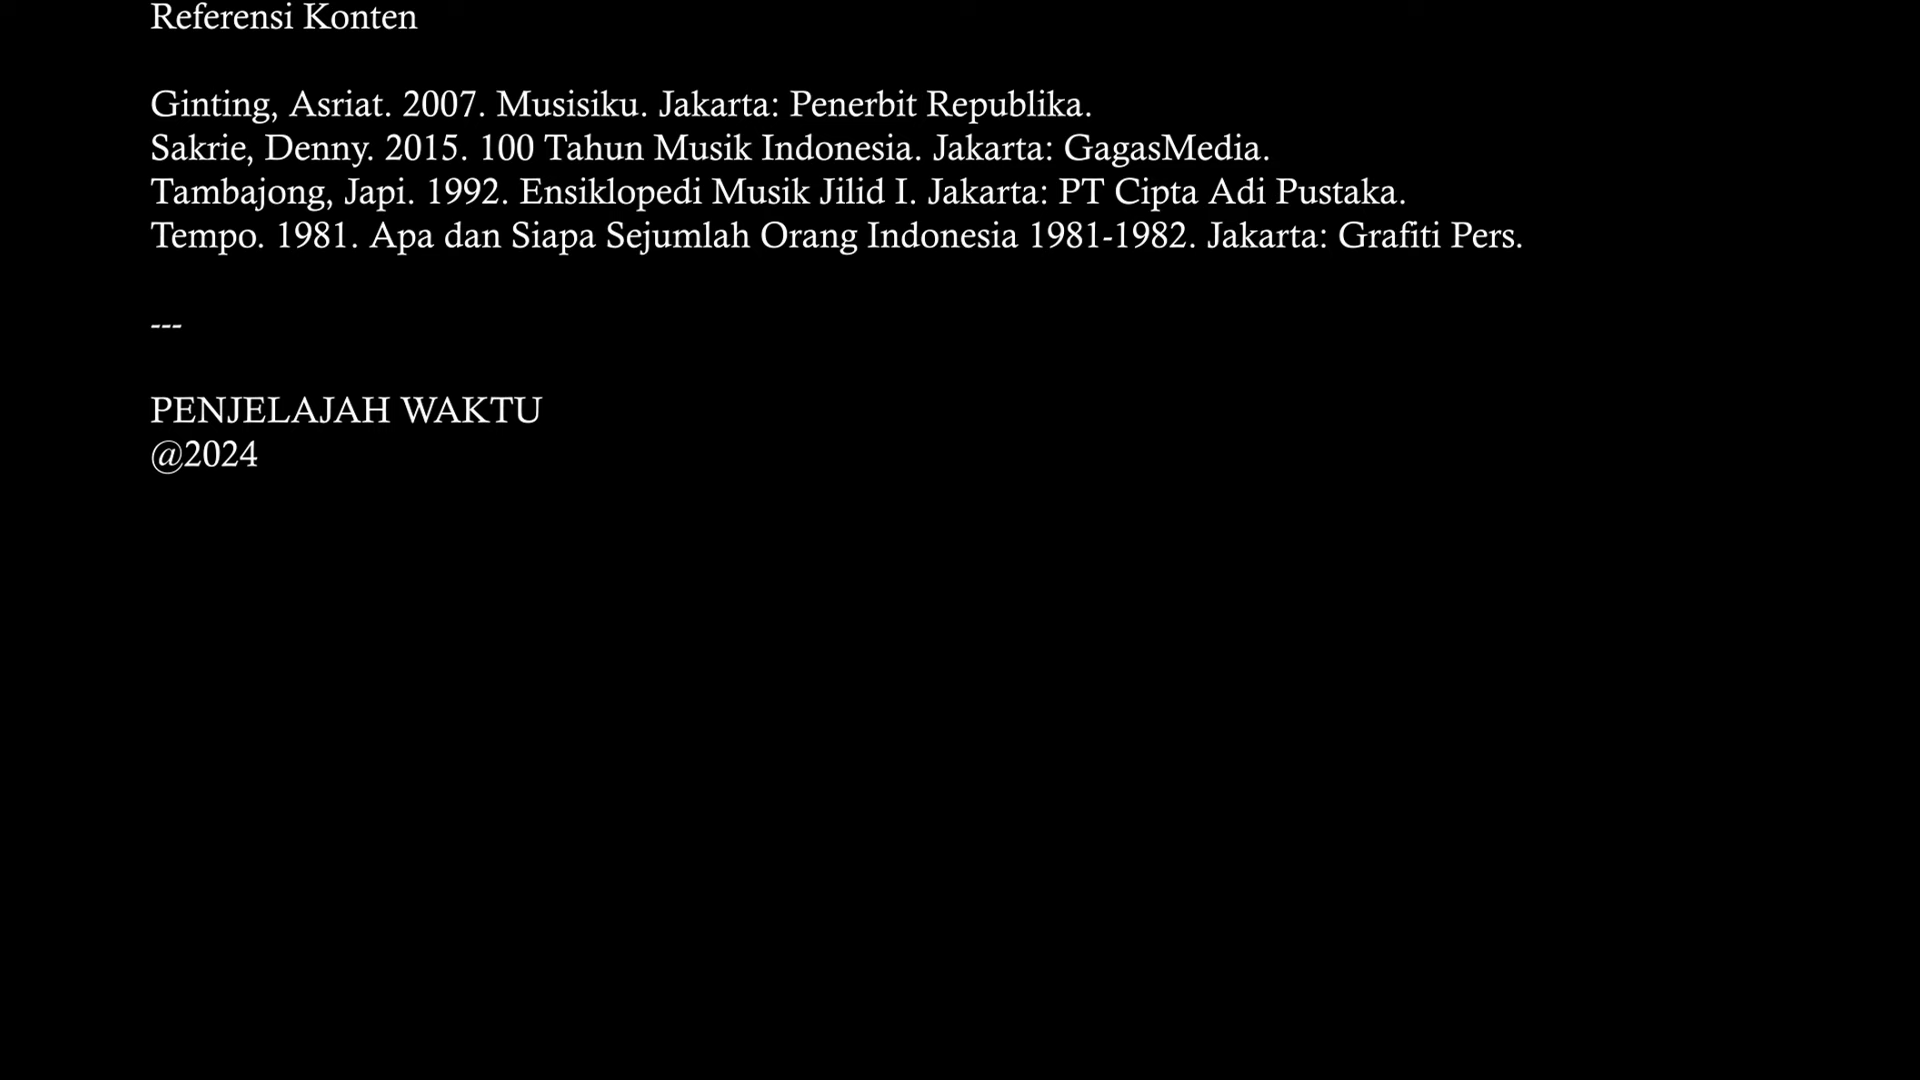 Referensi Konten
Ginting, Asriat. 2007. Musisiku. Jakarta: Penerbit Republika.
Sakrie, Denny. 2015. 100 Tahun Musik Indonesia. Jakarta: GagasMedia.
Tambajong, Japi. 1992. Ensiklopedi Musik Jilid I. Jakarta: PT Cipta Adi Pustaka.
Tempo. 1981. Apa dan Siapa Sejumlah Orang Indonesia 1981-1982. Jakarta: Grafiti Pers.
---
PENJELAJAH WAKTU
@2024